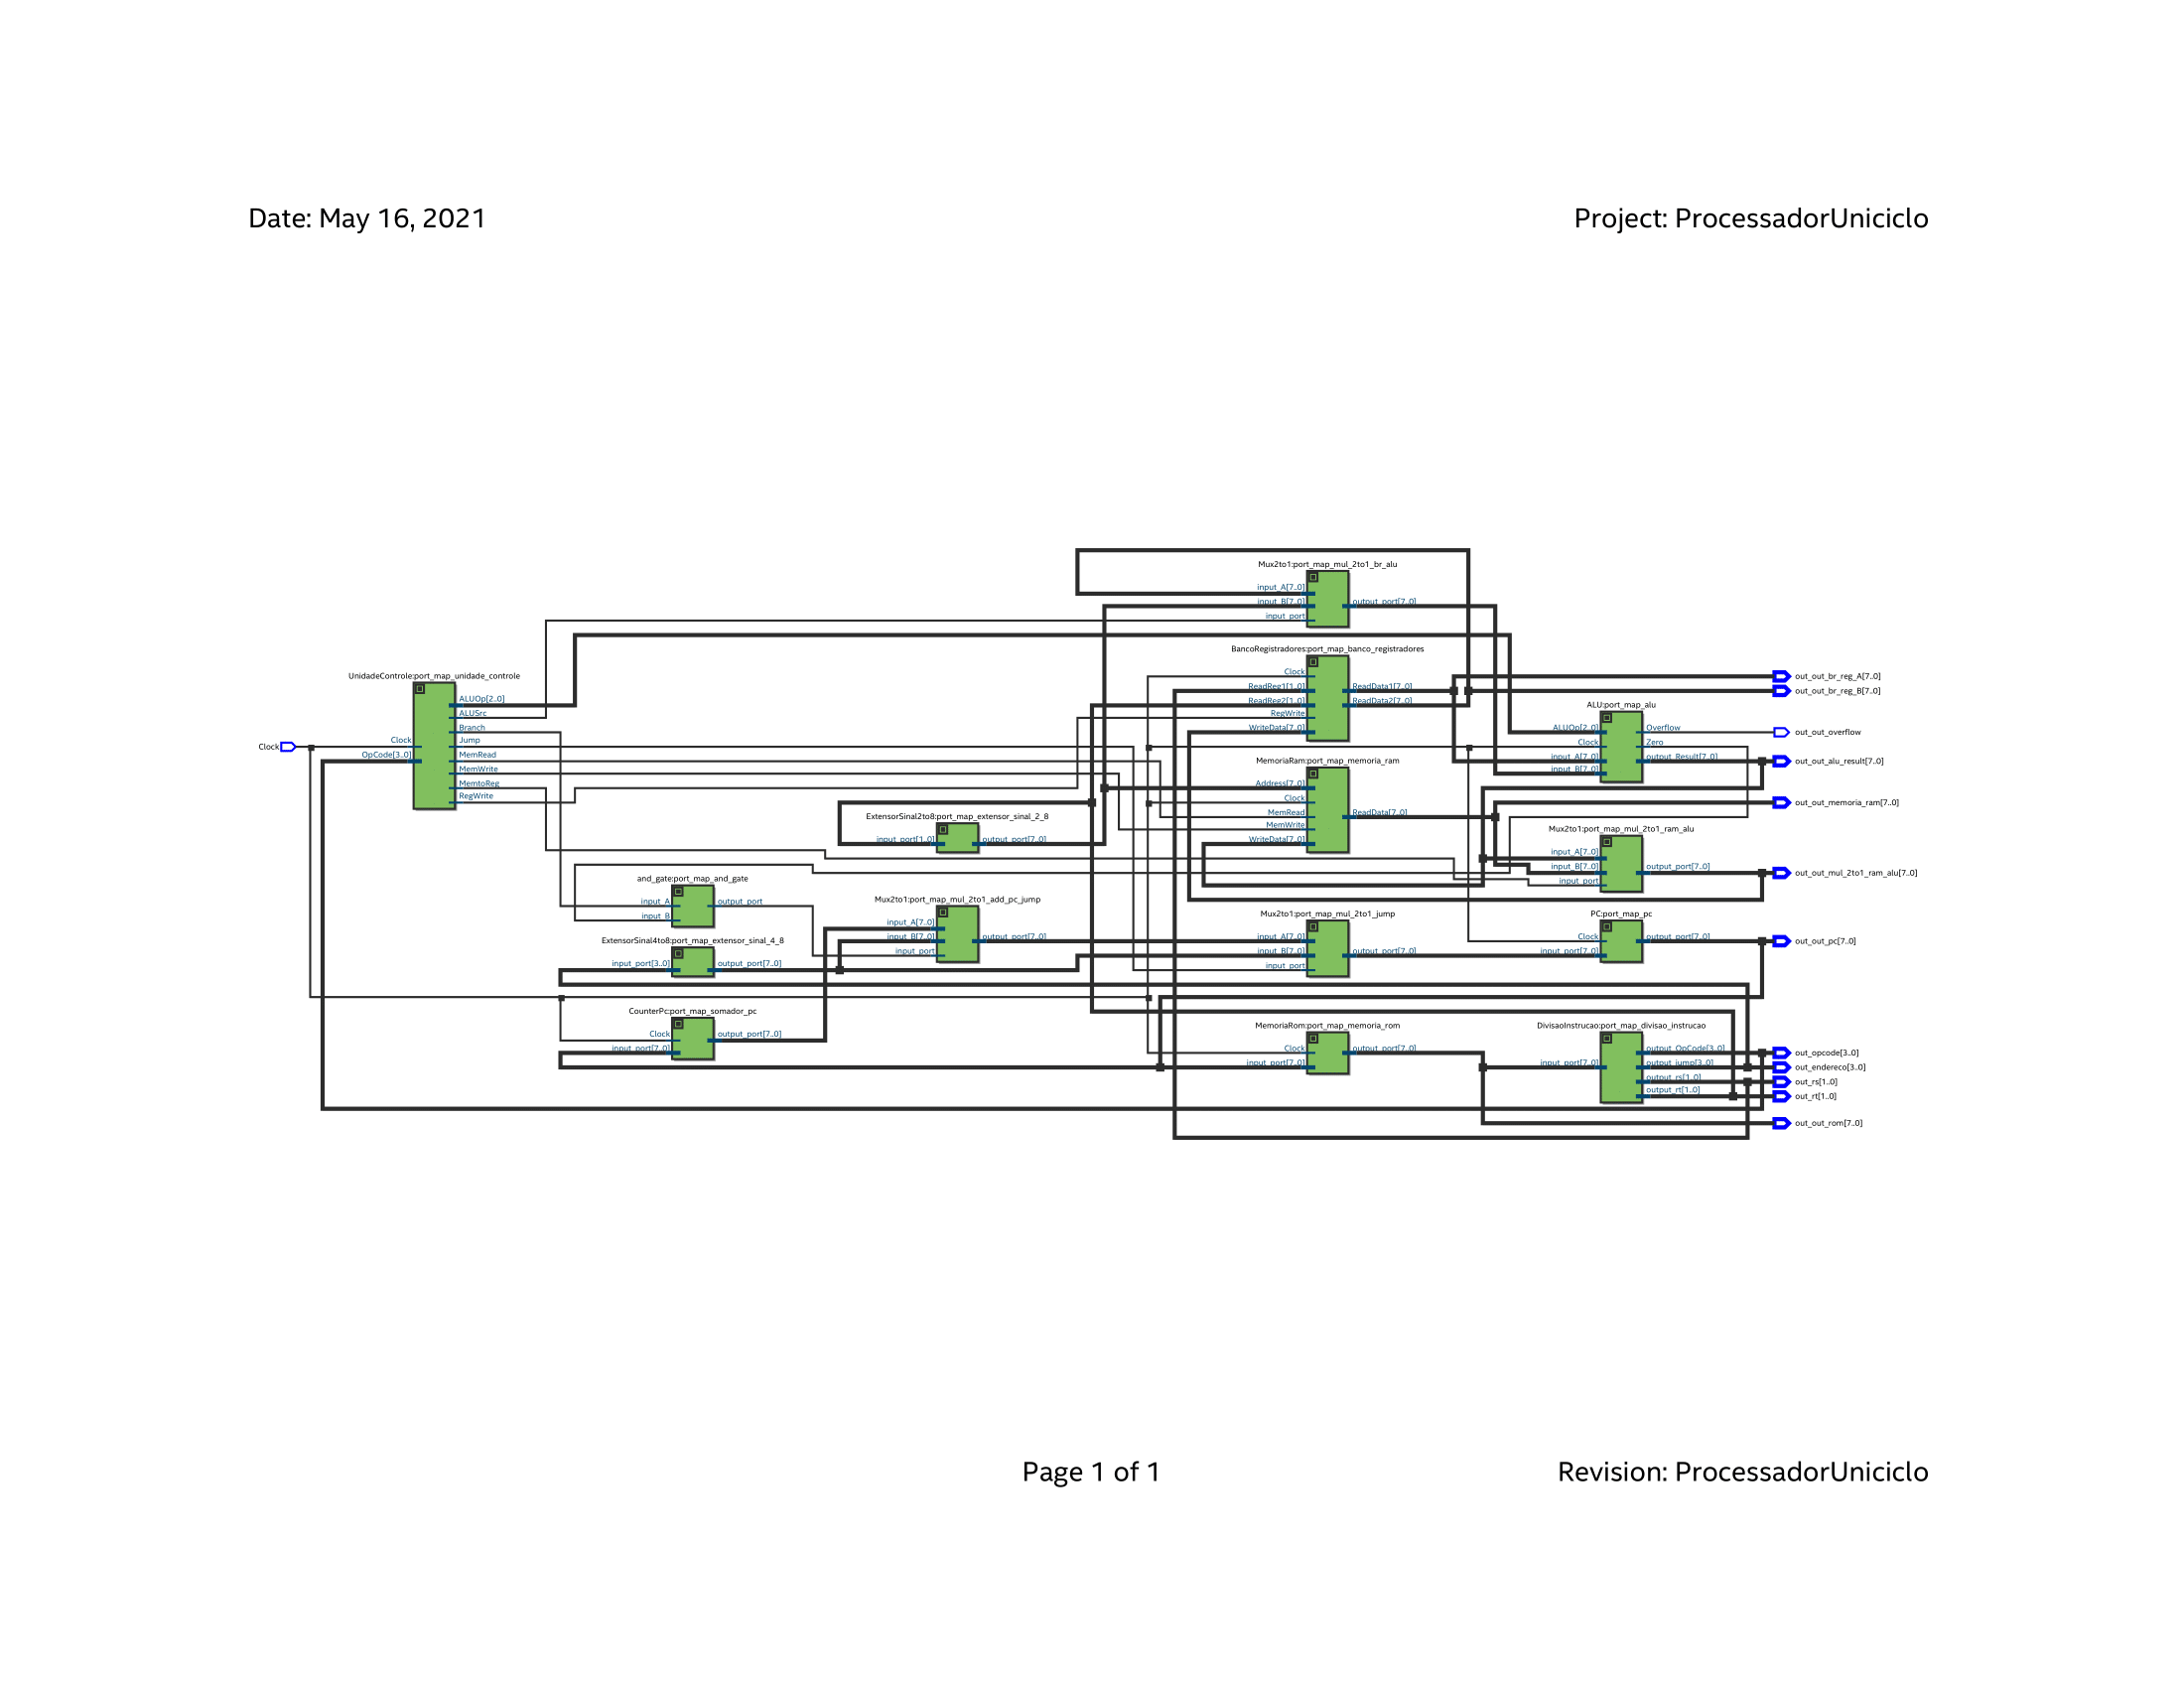 Date: May 16, 2021
Project: ProcessadorUniciclo
Mux2to1:port_map_mul_2to1_br_alu
input_A[7..0]
input_B[7..0]
input_port
output_port[7..0]
BancoRegistradores:port_map_banco_registradores
Clock
ReadReg1[1..0]
ReadReg2[1..0]
RegWrite
WriteData[7..0]
ReadData1[7..0]
ReadData2[7..0]
out_out_br_reg_A[7..0]
out_out_br_reg_B[7..0]
UnidadeControle:port_map_unidade_controle
Clock
Clock
OpCode[3..0]
ALUOp[2..0]
ALUSrc
Branch
Jump
MemRead
MemWrite
MemtoReg
RegWrite
ALU:port_map_alu
ALUOp[2..0]
Clock
input_A[7..0]
input_B[7..0]
Overflow
Zero
output_Result[7..0]
out_out_overflow
out_out_alu_result[7..0]
MemoriaRam:port_map_memoria_ram
Address[7..0]
Clock
MemRead
MemWrite
WriteData[7..0]
ReadData[7..0]
out_out_memoria_ram[7..0]
ExtensorSinal2to8:port_map_extensor_sinal_2_8
input_port[1..0]
output_port[7..0]
Mux2to1:port_map_mul_2to1_ram_alu
input_A[7..0]
input_B[7..0]
input_port
output_port[7..0]
out_out_mul_2to1_ram_alu[7..0]
and_gate:port_map_and_gate
input_A
input_B
output_port
Mux2to1:port_map_mul_2to1_add_pc_jump
input_A[7..0]
input_B[7..0]
input_port
output_port[7..0]
Mux2to1:port_map_mul_2to1_jump
input_A[7..0]
input_B[7..0]
input_port
output_port[7..0]
PC:port_map_pc
Clock
input_port[7..0]
output_port[7..0]
out_out_pc[7..0]
ExtensorSinal4to8:port_map_extensor_sinal_4_8
input_port[3..0]
output_port[7..0]
CounterPc:port_map_somador_pc
Clock
input_port[7..0]
output_port[7..0]
MemoriaRom:port_map_memoria_rom
Clock
input_port[7..0]
output_port[7..0]
DivisaoInstrucao:port_map_divisao_instrucao
input_port[7..0]
output_OpCode[3..0]
output_jump[3..0]
output_rs[1..0]
output_rt[1..0]
out_opcode[3..0]
out_endereco[3..0]
out_rs[1..0]
out_rt[1..0]
out_out_rom[7..0]
Page 1 of 1
Revision: ProcessadorUniciclo